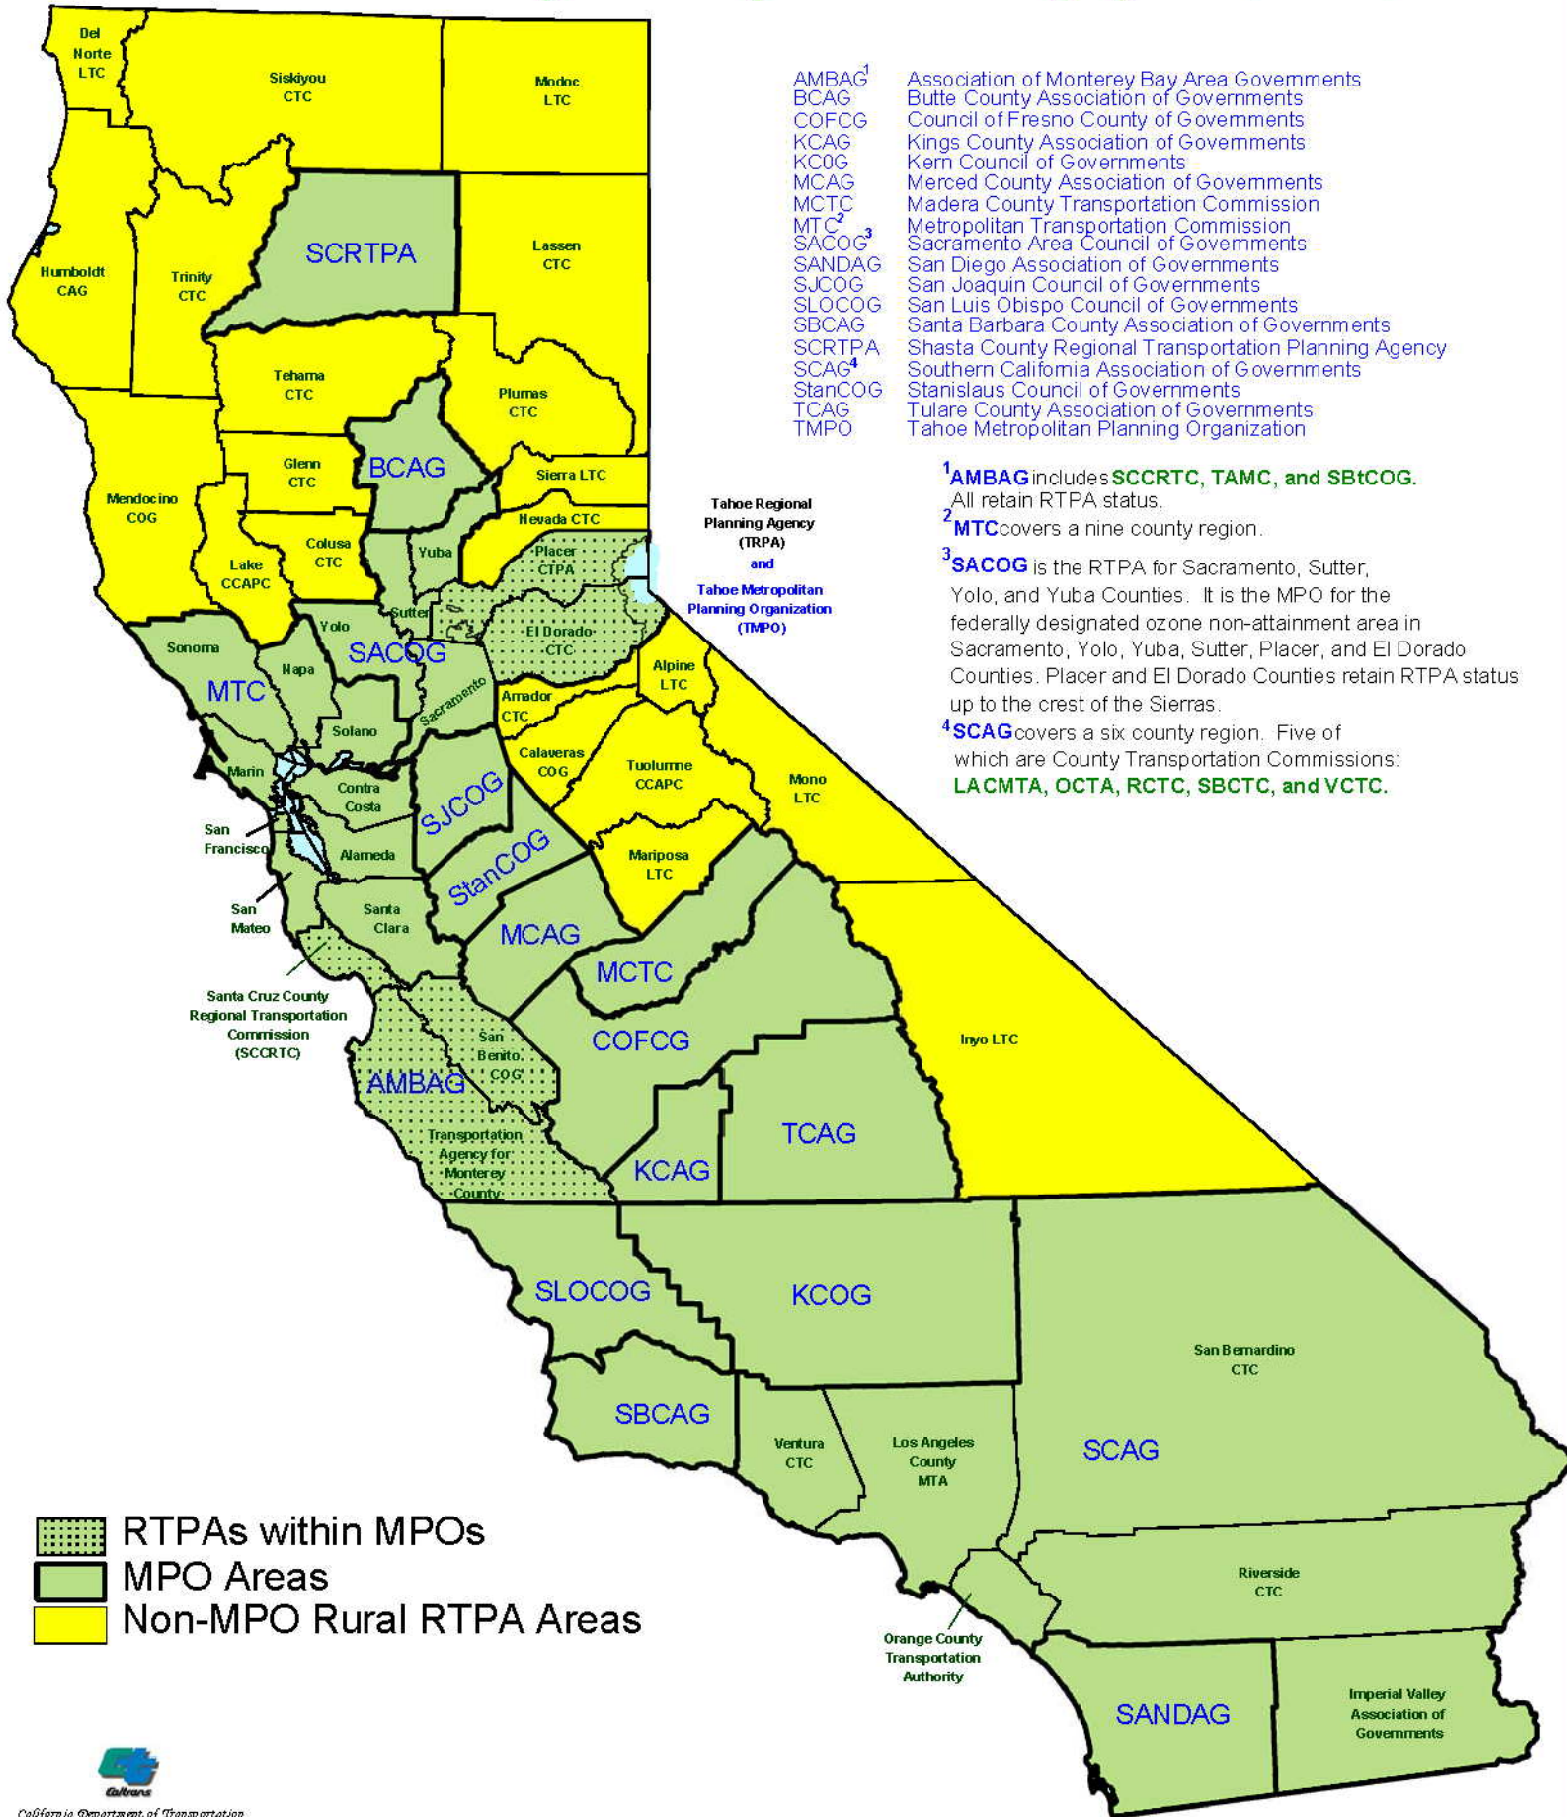 Del
Norte
LTC
Siskiyou
CTC
Modoc
LTC
AMBAG1 Association of Monterey Bay Area Governments
BCAG Butte County Association of Governments
COFCG Council of Fresno County of Governments
KCAG Kings County Association of Governments
KC0G Kern Council of Governments
MCAG Merced County Association of Governments
MCTC Madera County Transportation Commission
MTC2 Metropolitan Transportation Commission
SACOG3 Sacramento Area Council of Governments
SANDAG San Diego Association of Governments
SJCOG San Joaquin Council of Governments
SLOCOG San Luis Obispo Council of Governments
SBCAG Santa Barbara County Association of Governments
SCRTPA Shasta County Regional Transportation Planning Agency
SCAG4 Southern California Association of Governments
StanCOG Stanislaus Council of Governments
TCAG Tulare County Association of Governments
TMPO Tahoe Metropolitan Planning Organization
1AMBAG includes SCCRTC, TAMC, and SBtCOG.
All retain RTPA status.
2MTC covers a nine county region.
3SACOG is the RTPA for Sacramento, Sutter,
Yolo, and Yuba Counties. It is the MPO for the
federally designated ozone non-attainment area in
Sacramento, Yolo, Yuba, Sutter, Placer, and El Dorado
Counties. Placer and El Dorado Counties retain RTPA status
up to the crest of the Sierras.
4SCAG covers a six county region. Five of
which are County Transportation Commissions:
LACMTA, OCTA, RCTC, SBCTC, and VCTC.
SCRTPA
Lassen
CTC
Humboldt
CAG
Trinity
CTC
Tehama
CTC
Plumas
CTC
BCAG
Glenn
CTC
Sierra LTC
Mendocino
COG
Nevada CTC
Tahoe Regional
Planning Agency
(TRPA)
and
Tahoe Metropolitan
Planning Organization
(TMPO)
Colusa
CTC
Yuba
Placer
CTPA
Lake
CCAPC
Sutter
Yolo
El Dorado
CTC
Sonoma
SACOG
Napa
MTC
Alpine
LTC
Sacramento
Amador
CTC
Solano
Calaveras
COG
Tuolumne
CCAPC
Mono
LTC
Marin
Contra
Costa
SJCOG
San
Francisco
Alameda
StanCOG
Mariposa
LTC
San
Mateo
Santa
Clara
MCAG
MCTC
Santa Cruz County
Regional Transportation
Commission
(SCCRTC)
San
Benito
COG
COFCG
Inyo LTC
AMBAG
Transportation
Agency for
Monterey
County
TCAG
KCAG
SLOCOG
KCOG
San Bernardino
CTC
SBCAG
Ventura
CTC
Los Angeles
County
MTA
SCAG
RTPAs within MPOs
MPO Areas
Non-MPO Rural RTPA Areas
Riverside
CTC
Orange County
Transportation
Authority
SANDAG
Imperial Valley
Association of
Governments
Caltrans
California Department of Transportation